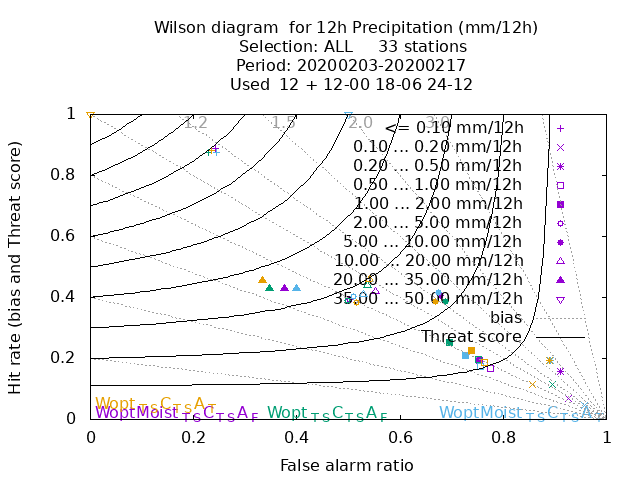 Wilson diagram  for 12h Precipitation (mm/12h)
Selection: ALL     33 stations
Period: 20200203-20200217
Used  12 + 12-00 18-06 24-12
1.2 1.5 2.0 3.0
<= 0.10 mm/12h
0.10 ... 0.20 mm/12h
0.20 ... 0.50 mm/12h
0.50 ... 1.00 mm/12h
1.00 ... 2.00 mm/12h
2.00 ... 5.00 mm/12h
5.00 ... 10.00 mm/12h
10.00 ... 20.00 mm/12h
20.00 ... 35.00 mm/12h
35.00 ... 50.00 mm/12h
bias
Threat score
1
0.8
0.6
0.4
0.2
0
Hit rate (bias and Threat score)
Wopt TSCTSAT
WoptMoistTSCTSAF Wopt TSCTSAF WoptMoistTSCTSAT
0 0.2 0.4 0.6 0.8 1
False alarm ratio